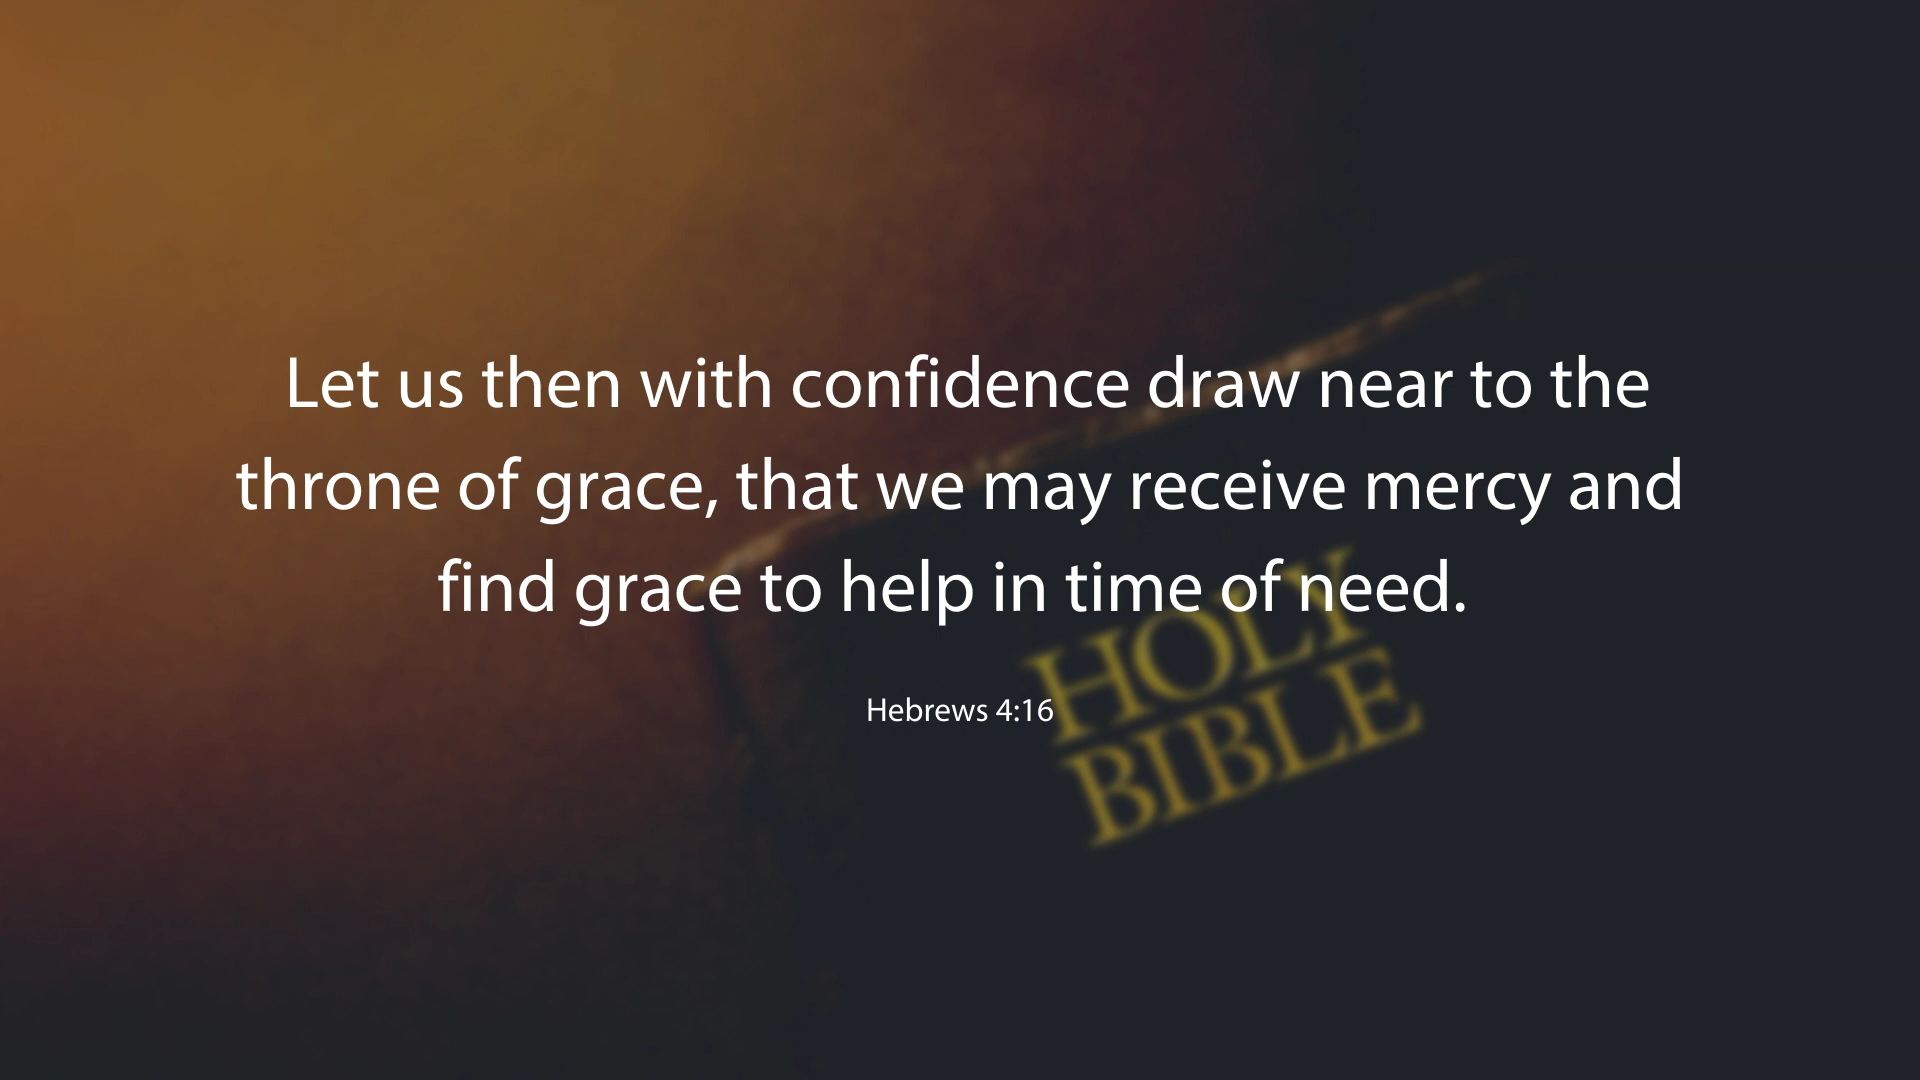 Let us then with confidence draw near to the
throne of grace, that we may receive mercy and
find grace to help in time of need.
Hebrews 4:16
HOLY
BIBLE